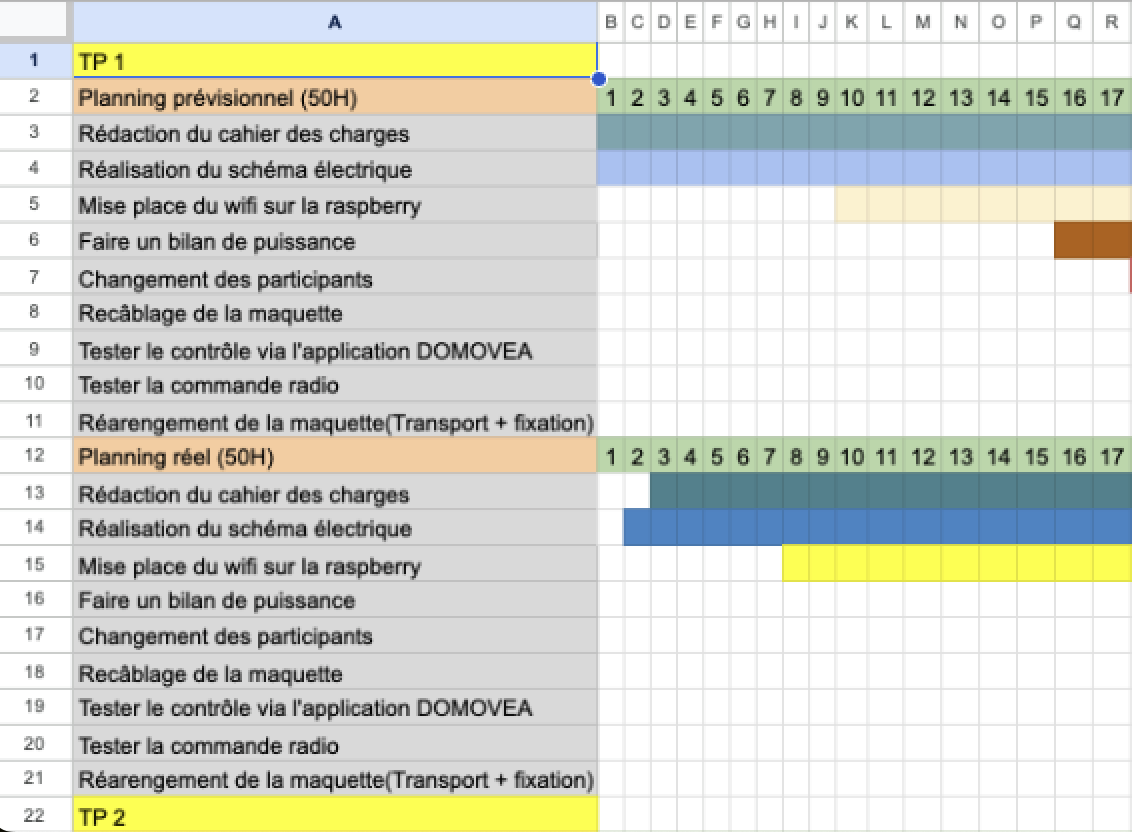 A B C D E F G H I J K L M N O P Q R
1 TP 1
2 Planning prévisionnel (50H) 1 2 3 4 5 6 7 8 9 10 11 12 13 14 15 16 17
3 Rédaction du cahier des charges
4 Réalisation du schéma électrique
5 Mise place du wifi sur la raspberry
6 Faire un bilan de puissance
7 Changement des participants
8 Recâblage de la maquette
9 Tester le contrôle via l'application DOMOVEA
10 Tester la commande radio
11 Réarengement de la maquette(Transport + fixation)
12 Planning réel (50H) 1 2 3 4 5 6 7 8 9 10 11 12 13 14 15 16 17
13 Rédaction du cahier des charges
14 Réalisation du schéma électrique
15 Mise place du wifi sur la raspberry
16 Faire un bilan de puissance
17 Changement des participants
18 Recâblage de la maquette
19 Tester le contrôle via l'application DOMOVEA
20 Tester la commande radio
21 Réarengement de la maquette(Transport + fixation)
22 TP 2